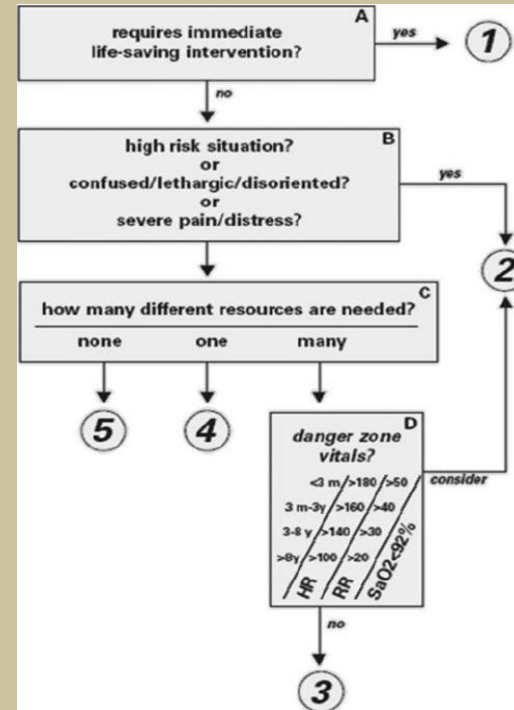 A
requires immediate
life-saving intervention?
yes
1
no
B
high risk situation?
or
confused/lethargic/disoriented?
or
severe pain/distress?
yes
2
C
how many different resources are needed?
none one many
5 4
D
danger zone
vitals?
<3 m >180 >50
3 m-3y >160 >40
3-8 y >140 >30
>8y >100 >20
HR RR SaO2<92%
consider
no
3